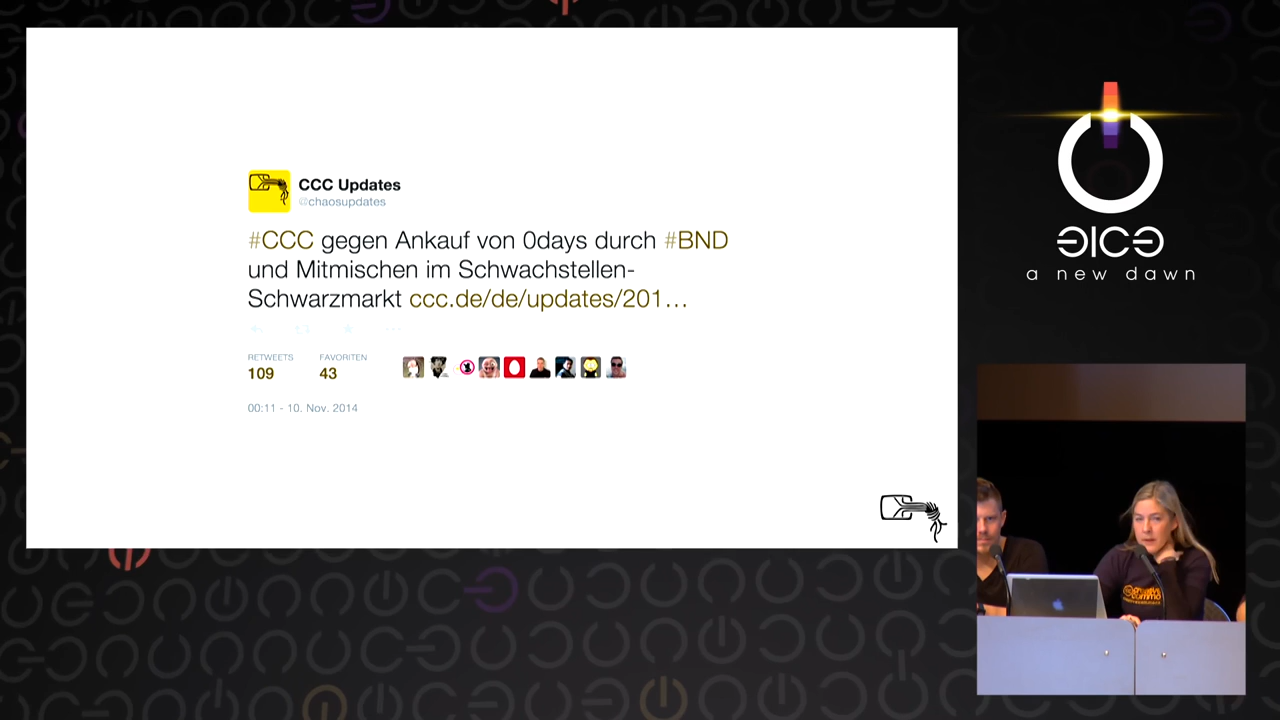 CCC Updates
@chaosupdates
#CCC gegen Ankauf von 0days durch #BND
und Mitmischen im Schwachstellen-
Schwarzmarkt ccc.de/de/updates/201…
RETWEETS
FAVORITEN
109
43
00:11 - 10. Nov. 2014
a new dawn